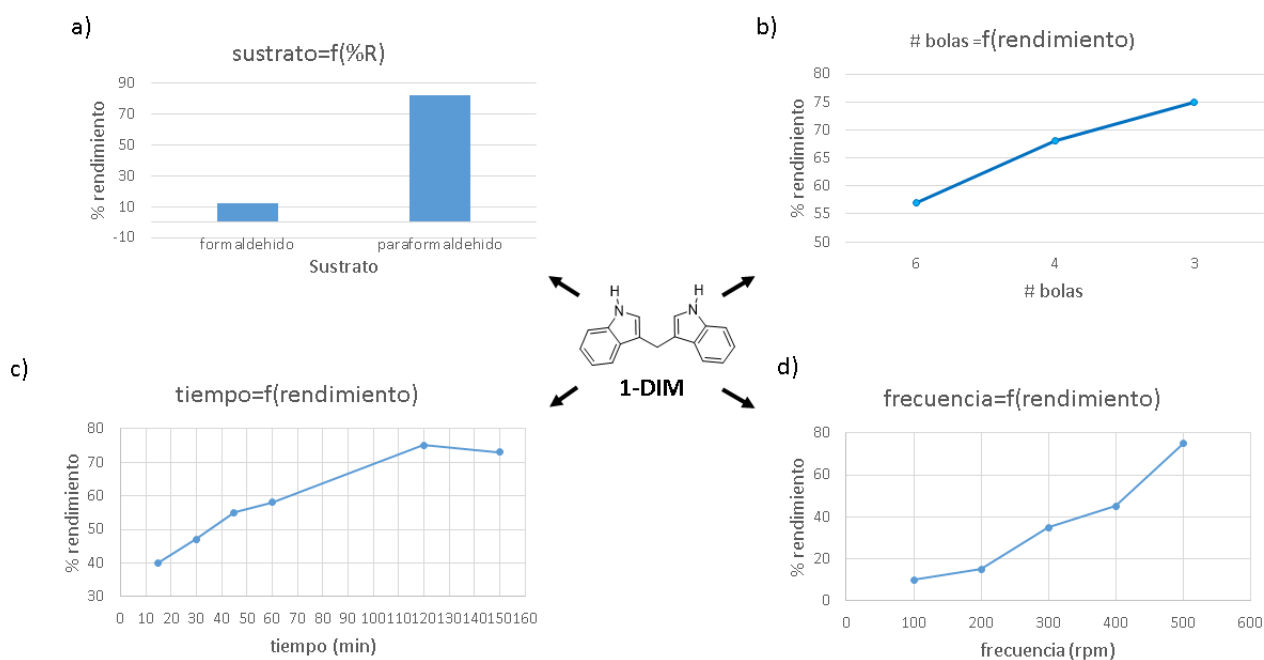 a)
sustrato=f(%R)
90
70
50
30
10
-10
% rendimiento
formaldehido
paraformaldehido
Sustrato
b)
# bolas =f(rendimiento)
80
75
70
65
60
55
50
% rendimiento
6
4
3
# bolas
H
N
H
N
1-DIM
c)
tiempo=f(rendimiento)
80
70
60
50
40
30
% rendimiento
0 10 20 30 40 50 60 70 80 90 100 110 120 130 140 150 160
tiempo (min)
d)
frecuencia=f(rendimiento)
80
60
40
20
0
% rendimiento
0 100 200 300 400 500 600
frecuencia (rpm)